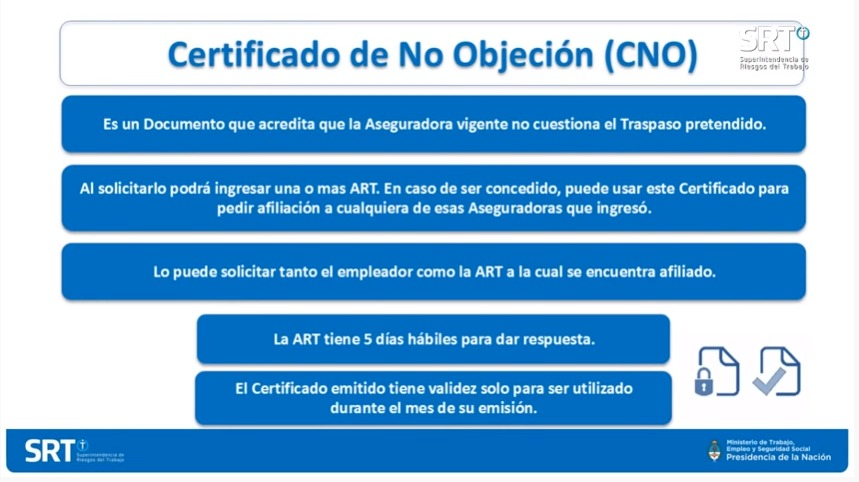 SRT
Superintendencia de
Riesgos del Trabajo
Certificado de No Objeción (CNO)
Es un Documento que acredita que la Aseguradora vigente no cuestiona el Traspaso pretendido.
Al solicitarlo podrá ingresar una o mas ART. En caso de ser concedido, puede usar este Certificado para
pedir afiliación a cualquiera de esas Aseguradoras que ingresó.
Lo puede solicitar tanto el empleador como la ART a la cual se encuentra afiliado.
La ART tiene 5 días hábiles para dar respuesta.
El Certificado emitido tiene validez solo para ser utilizado
durante el mes de su emisión.
SRT
Superintendencia de
Riesgos del Trabajo
Ministerio de Trabajo,
Empleo y Seguridad Social
Presidencia de la Nación